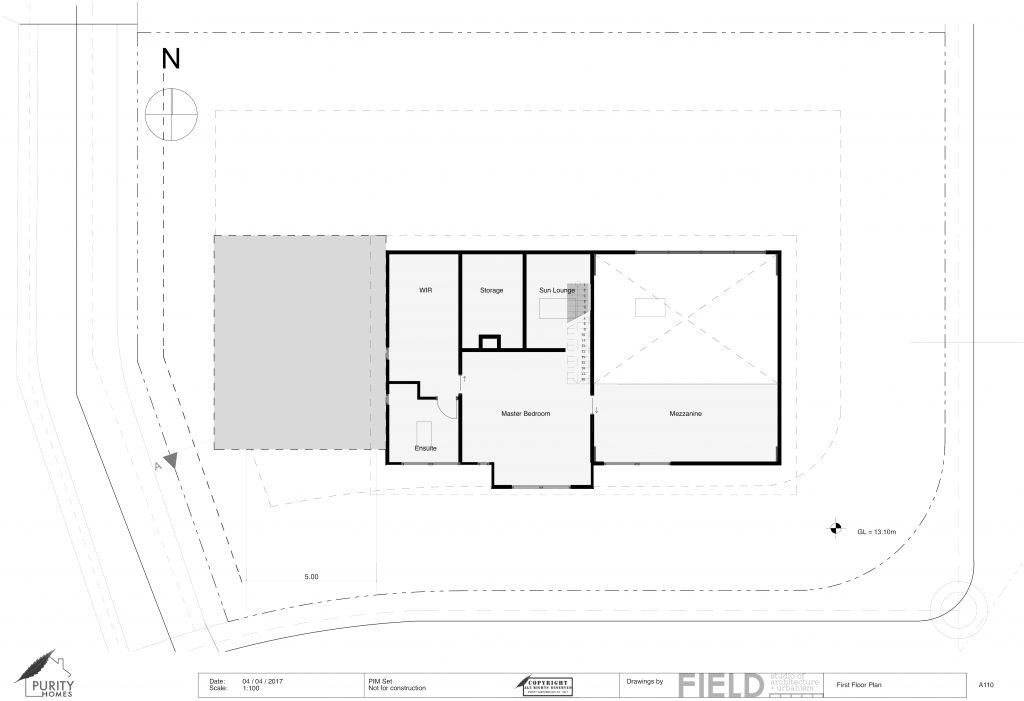 N
WIR
Storage
Sun Lounge
Master Bedroom
Mezzanine
Ensuite
A
GL = 13.10m
5.00
PURITY
HOMES
Date: 04 / 04 / 2017
Scale: 1:100
PIM Set
Not for construction
COPYRIGHT
ALL RIGHTS RESERVED
Drawings by
FIELD
studio of
architecture
+ urbanism
First Floor Plan
A110